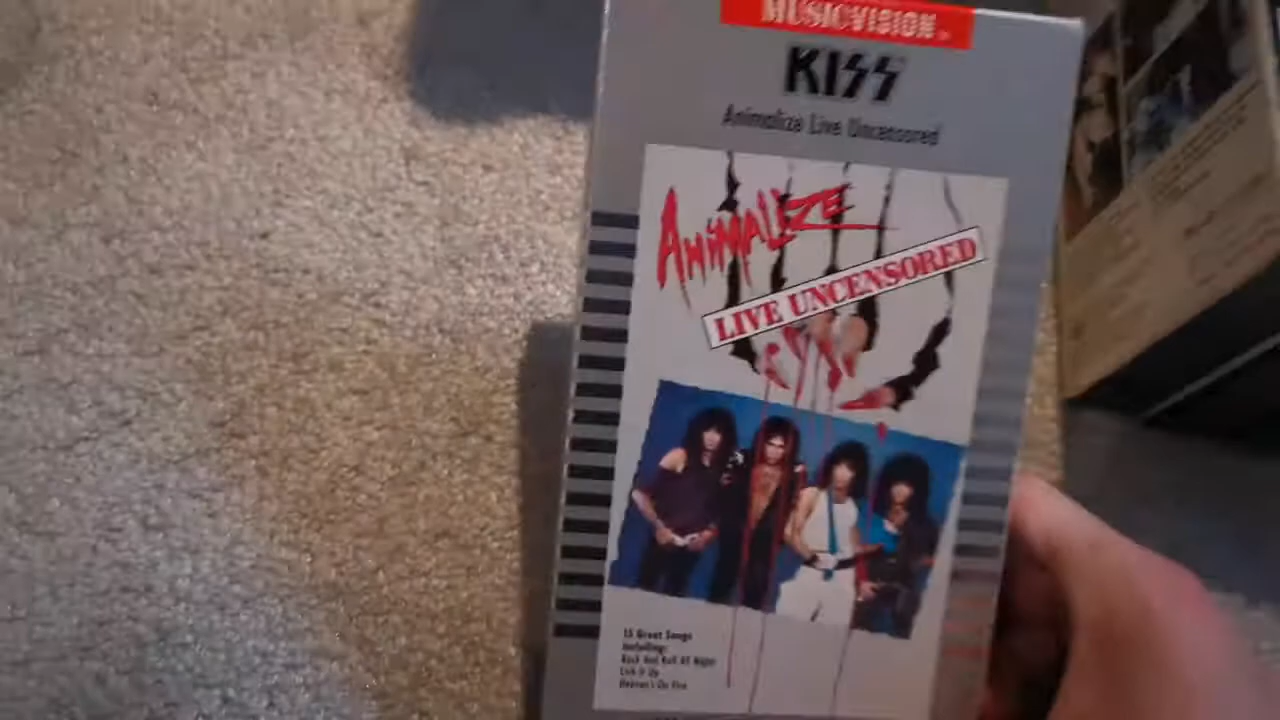 MUSICVISION
KISS
Animalize Live Uncensored
ANIMALIZE
LIVE UNCENSORED
15 Great Songs
Including:
Rock And Roll All Nite
Lick It Up
Heaven's On Fire